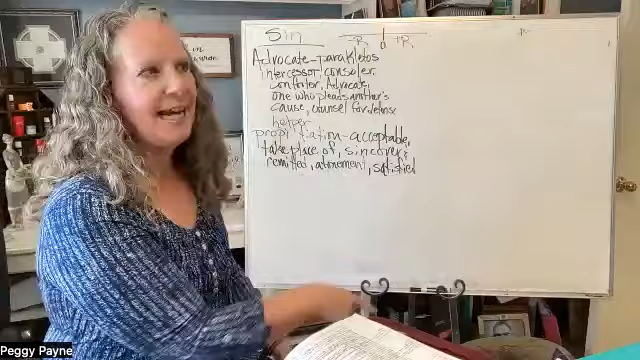 Sin
-R, 0 +R,
Advocate-parakletos
intercessor, consoler
comforter, Advocate,
one who pleads another's
cause, counsel for defense
helper
propitiation-acceptable,
take place of, sin cover,
remitted, atonement, satisfied
Peggy Payne